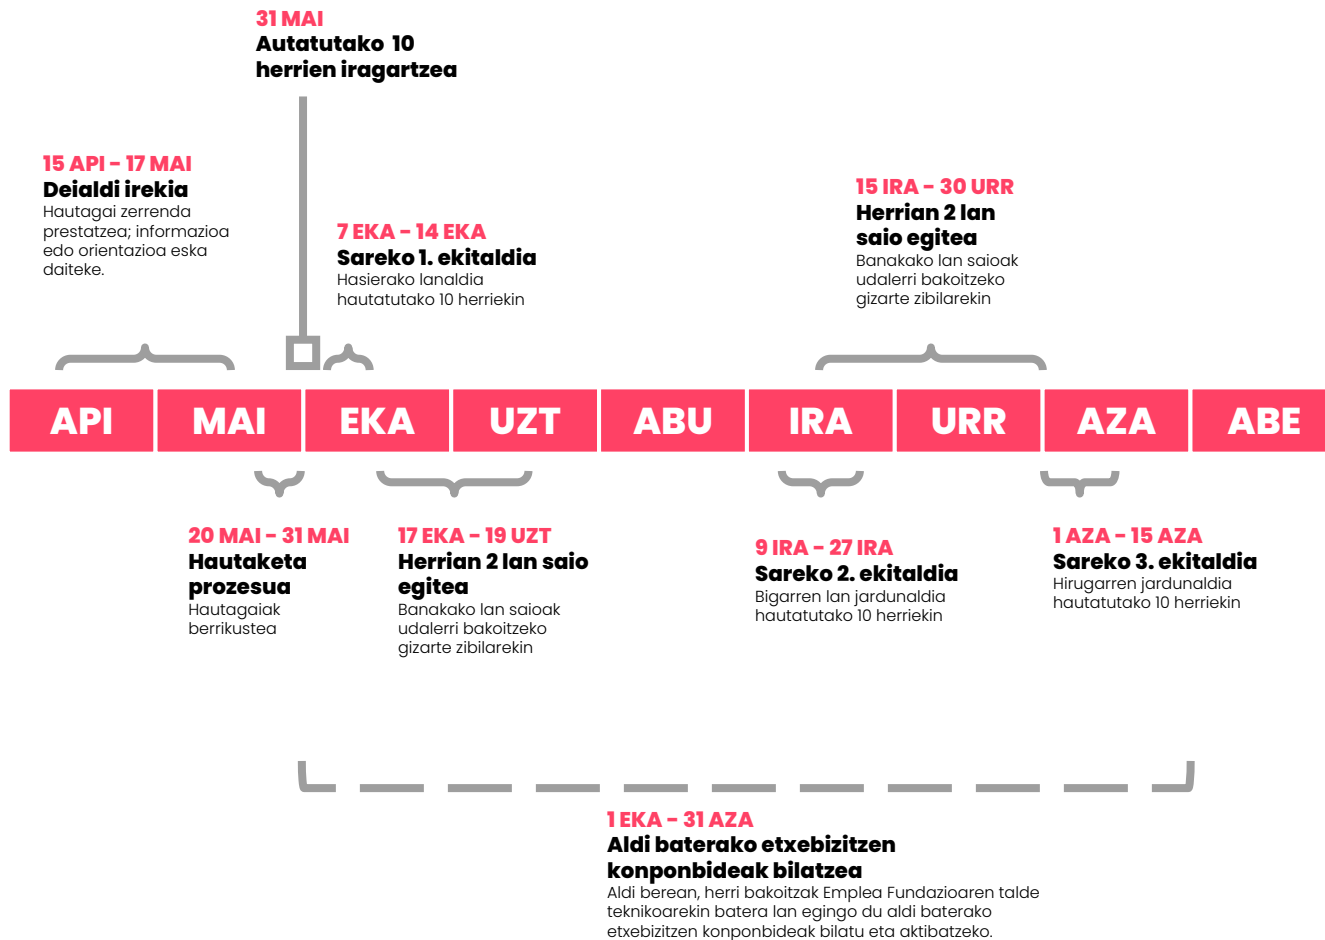 31 MAI
Autatutako 10
herrien iragartzea
15 API - 17 MAI
Deialdi irekia
Hautagai zerrenda
prestatzea; informazioa
edo orientazioa eska
daiteke.
7 EKA - 14 EKA
Sareko 1. ekitaldia
Hasierako lanaldia
hautatutako 10 herriekin
15 IRA - 30 URR
Herrian 2 lan
saio egitea
Banakako lan saioak
udalerri bakoitzeko
gizarte zibilarekin
API MAI EKA UZT ABU IRA URR AZA ABE
20 MAI - 31 MAI
Hautaketa
prozesua
Hautagaiak
berrikustea
17 EKA - 19 UZT
Herrian 2 lan saio
egitea
Banakako lan saioak
udalerri bakoitzeko
gizarte zibilarekin
9 IRA - 27 IRA
Sareko 2. ekitaldia
Bigarren lan jardunaldia
hautatutako 10 herriekin
1 AZA - 15 AZA
Sareko 3. ekitaldia
Hirugarren jardunaldia
hautatutako 10 herriekin
1 EKA - 31 AZA
Aldi baterako etxebizitzen
konponbideak bilatzea
Aldi berean, herri bakoitzak Emplea Fundazioaren talde
teknikoarekin batera lan egingo du aldi baterako
etxebizitzen konponbideak bilatu eta aktibatzeko.